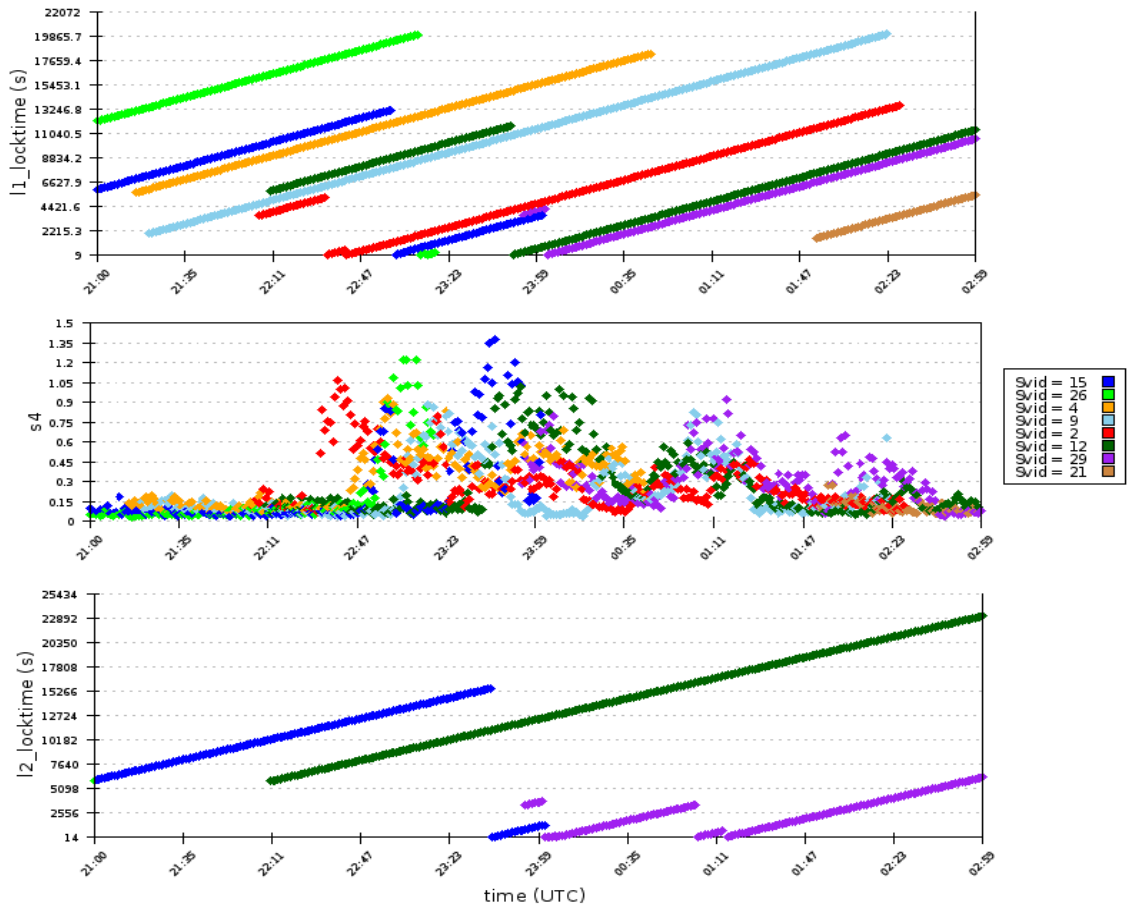 22072
19865.7
17659.4
15453.1
13246.8
11040.5
8834.2
6627.9
4421.6
2215.3
9
l1_locktime (s)
21:00 21:35 22:11 22:47 23:23 23:59 00:35 01:11 01:47 02:23 02:59
1.5
1.35
1.2
1.05
0.9
0.75
0.6
0.45
0.3
0.15
0
s4
21:00 21:35 22:11 22:47 23:23 23:59 00:35 01:11 01:47 02:23 02:59
Svid = 15
Svid = 26
Svid = 4
Svid = 9
Svid = 2
Svid = 12
Svid = 29
Svid = 21
25434
22892
20350
17808
15266
12724
10182
7640
5098
2556
14
l2_locktime (s)
21:00 21:35 22:11 22:47 23:23 23:59 00:35 01:11 01:47 02:23 02:59
time (UTC)